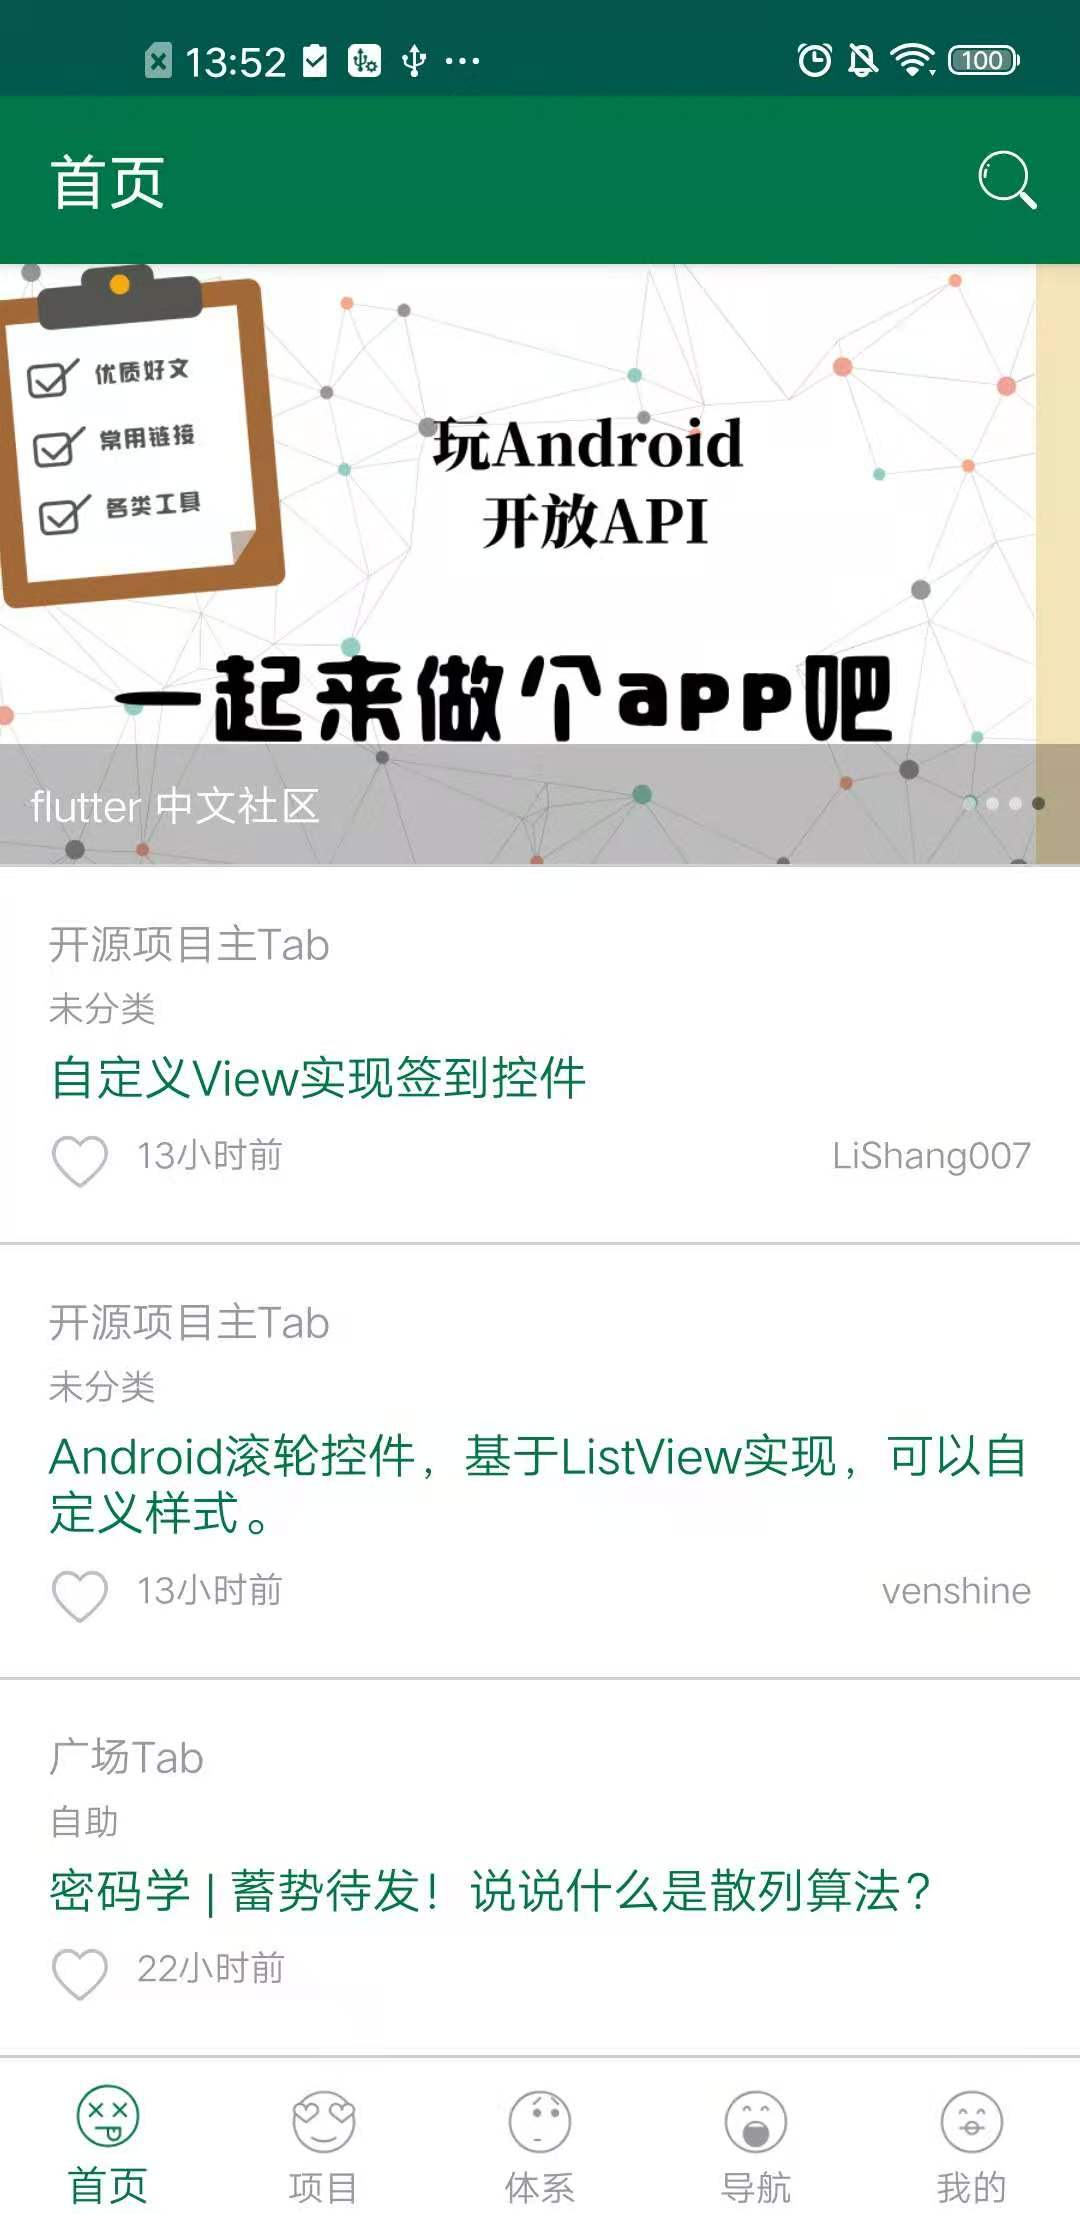 13:52
100
首页
优质好文
常用链接
各类工具
玩Android
开放API
一起来做个app吧
flutter 中文社区
开源项目主Tab
未分类
自定义View实现签到控件
13小时前
LiShang007
开源项目主Tab
未分类
Android滚轮控件，基于ListView实现，可以自
定义样式。
13小时前
venshine
广场Tab
自助
密码学 | 蓄势待发！说说什么是散列算法？
22小时前
首页
项目
体系
导航
我的